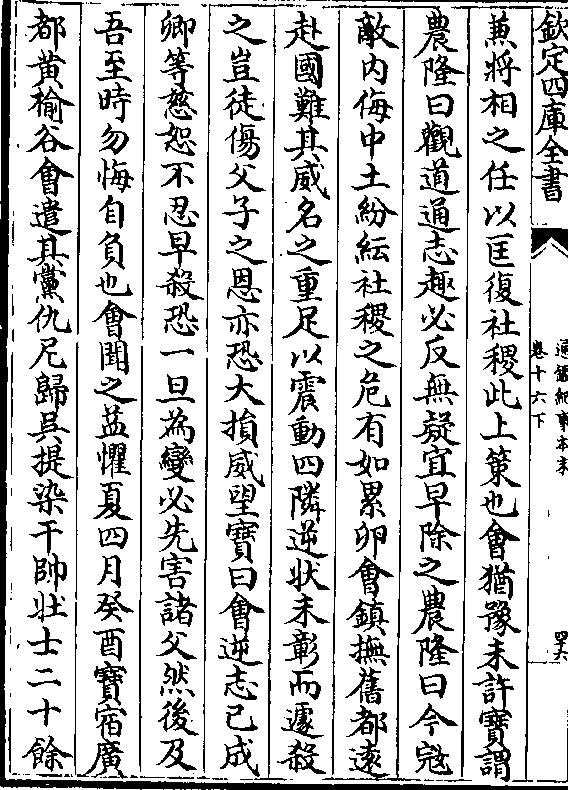 欽定四庫全書
通鑑紀事本末
卷十六下
四六
兼將相之任以匡復社稷此上策也會猶豫未許寶謂
農隆曰觀道通志趣必反無疑宜早除之農隆曰今寇
敵内侮中土紛紜社稷之危有如累卵會鎮撫舊都遠
赴國難其威名之重足以震動四隣逆狀未彰而遽殺
之豈徒傷父子之恩亦恐大損威望寶曰會逆志已成
卿等慈恕不忍早殺恐一旦為變必先害諸父然後及
吾至時勿悔自負也會聞之益懼夏四月癸酉寶宿廣
都黄榆谷會遣其黨仇尼歸吳提染干帥壯士二十餘